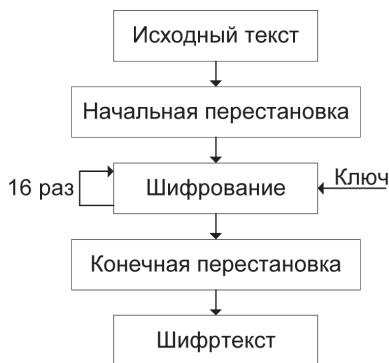 Исходный текст
Начальная перестановка
16 раз
Шифрование
Ключ
Конечная перестановка
Шифртекст